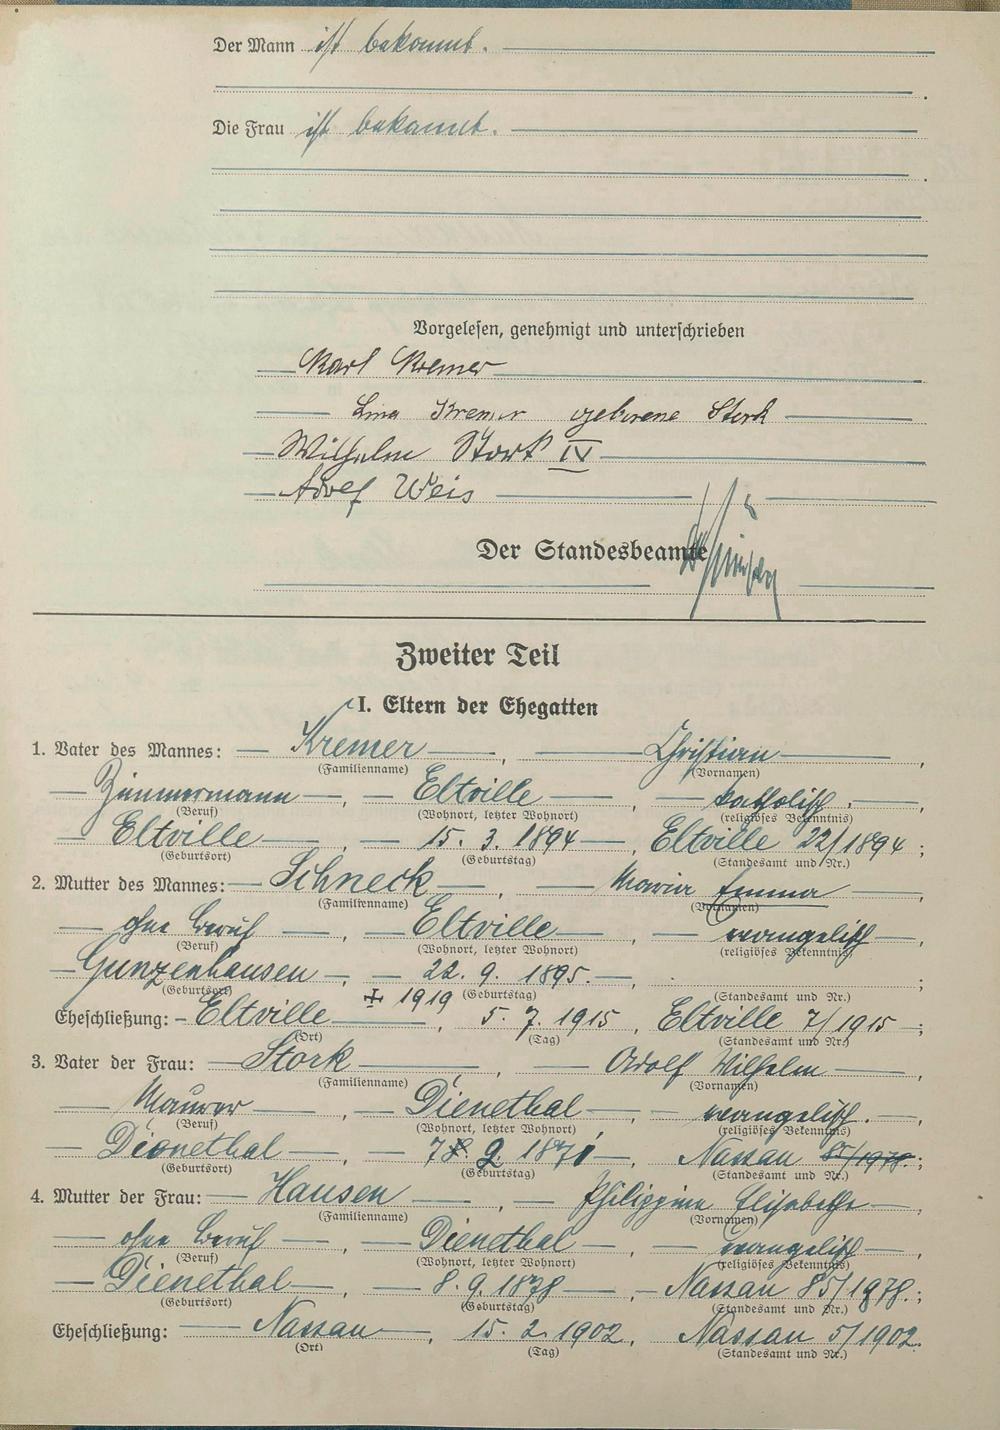 Der Mann ist bekannt.
Die Frau ist bekannt.
Vorgelesen, genehmigt und unterschrieben
Karl Kremer
Lina Kremer geborene Stork
Wilhelm Stork IV
Adolf Weis
Der Standesbeamte
Zweiter Teil
I. Eltern der Ehegatten
1. Vater des Mannes: Kremer, Christian,
(Familienname) (Vornamen)
Zimmermann, Eltville, katholisch.,
(Beruf) (Wohnort, letzter Wohnort) (religiöses Bekenntnis)
Eltville, 15. 3. 1894, Eltville 22/1894;
(Geburtsort) (Geburtstag) (Standesamt und Nr.)
2. Mutter des Mannes: Schneck, Maria Emma,
(Familienname) (Vornamen)
ohne Beruf, Eltville, evangelisch,
(Beruf) (Wohnort, letzter Wohnort) (religiöses Bekenntnis)
Gunzenhausen, 22. 9. 1895.
(Geburtsort) (Geburtstag) (Standesamt und Nr.)
1919
Eheschließung: Eltville, 5. 7. 1915, Eltville 7/1915;
(Ort) (Tag) (Standesamt und Nr.)
3. Vater der Frau: Stork, Adolf Wilhelm,
(Familienname) (Vornamen)
Maurer, Dienethal, evangelisch.,
(Beruf) (Wohnort, letzter Wohnort) (religiöses Bekenntnis)
Dienethal, Nassau
(Geburtsort) (Geburtstag) (Standesamt und Nr.)
4. Mutter der Frau: Hausen, Philippine Elisabethe,
(Familienname) (Vornamen)
ohne Beruf, Dienethal, evangelisch,
(Beruf) (Wohnort, letzter Wohnort) (religiöses Bekenntnis)
Dienethal, 8. 9. 1878, Nassau 85/1878.;
(Geburtsort) (Geburtstag) (Standesamt und Nr.)
Eheschließung: Nassau, 15. 2. 1902, Nassau 5/1902.
(Ort) (Tag) (Standesamt und Nr.)